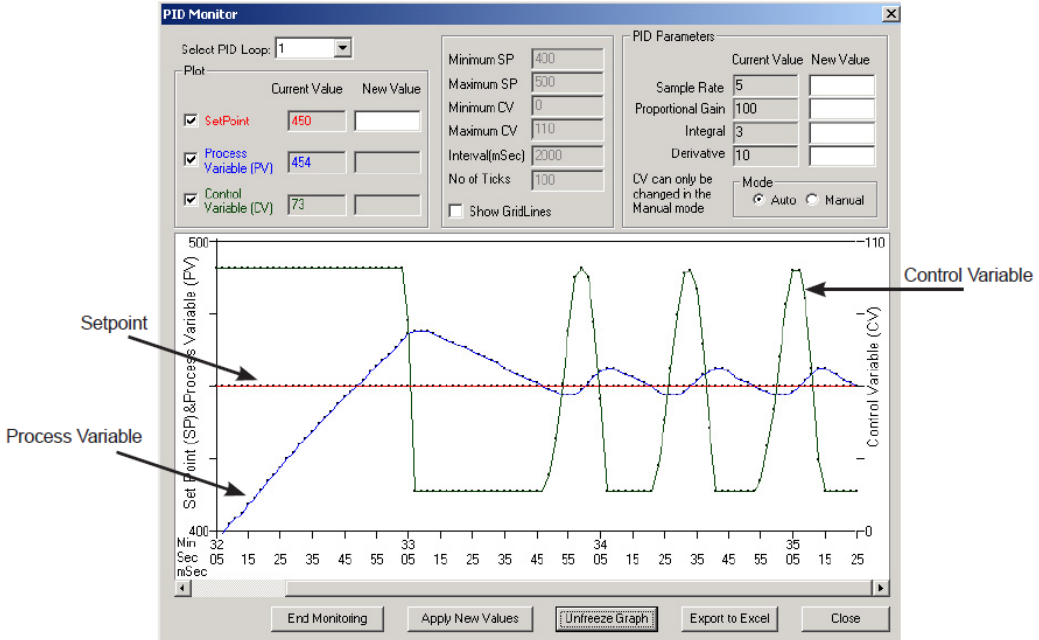 PID Monitor
Select PID Loop: 1
Plot
Current Value New Value
SetPoint 450
Process Variable (PV) 454
Control Variable (CV) 73
Minimum SP 400
Maximum SP 500
Minimum CV 0
Maximum CV 110
Interval(mSec) 2000
No of Ticks 100
Show GridLines
PID Parameters
Current Value New Value
Sample Rate 5
Proportional Gain 100
Integral 3
Derivative 10
CV can only be
changed in the
Manual mode
Mode
Auto Manual
500
110
Set Point (SP)&Process Variable (PV)
Control Variable (CV)
400
0
Setpoint
Process Variable
Control Variable
Min 32 33 34 35
Sec 05 15 25 35 45 55 05 15 25 35 45 55 05 15 25 35 45 55 05 15 25
mSec
End Monitoring
Apply New Values
Unfreeze Graph
Export to Excel
Close